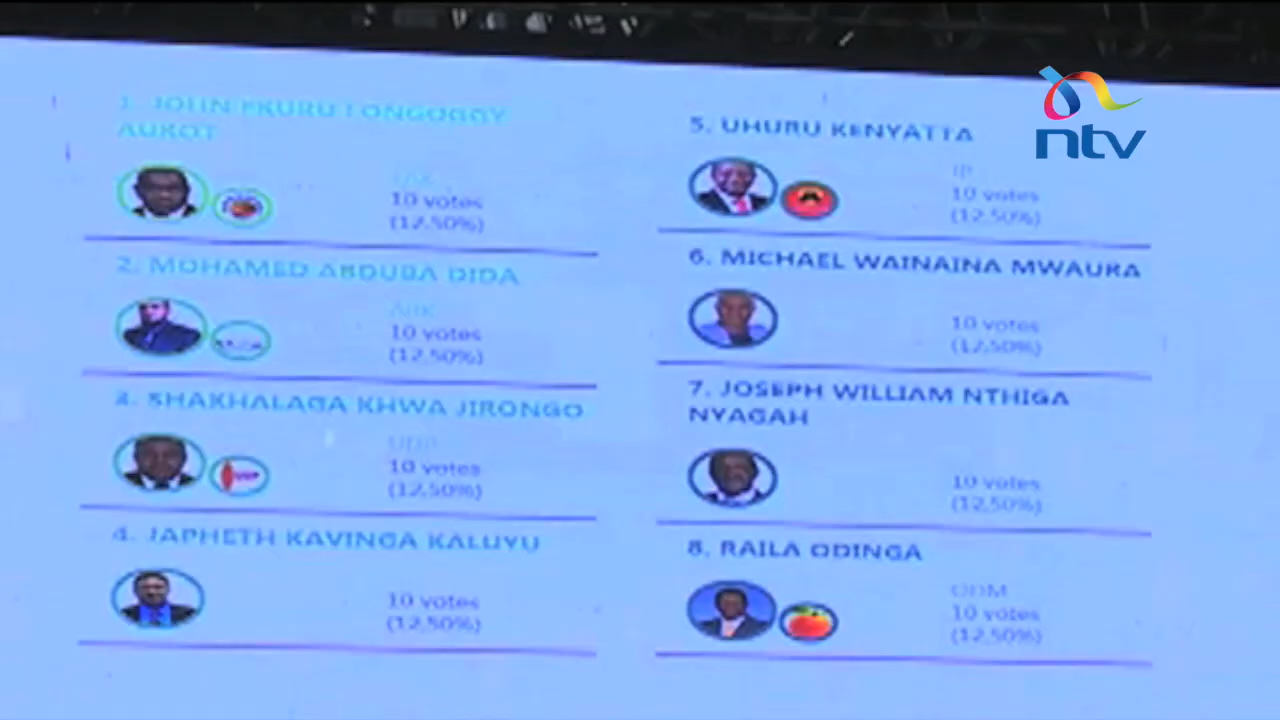 1. JOHN EKURU LONGOGGY
AUKOT
10 votes
(12.50%)
2. MOHAMED ABDUBA DIDA
ARK
10 votes
(12.50%)
3. SHAKHALAGA KHWA JIRONGO
UDP
10 votes
(12.50%)
4. JAPHETH KAVINGA KALUYU
10 votes
(12.50%)
5. UHURU KENYATTA
JP
10 votes
(12.50%)
6. MICHAEL WAINAINA MWAURA
10 votes
(12.50%)
7. JOSEPH WILLIAM NTHIGA
NYAGAH
10 votes
(12.50%)
8. RAILA ODINGA
ODM
10 votes
(12.50%)
ntv